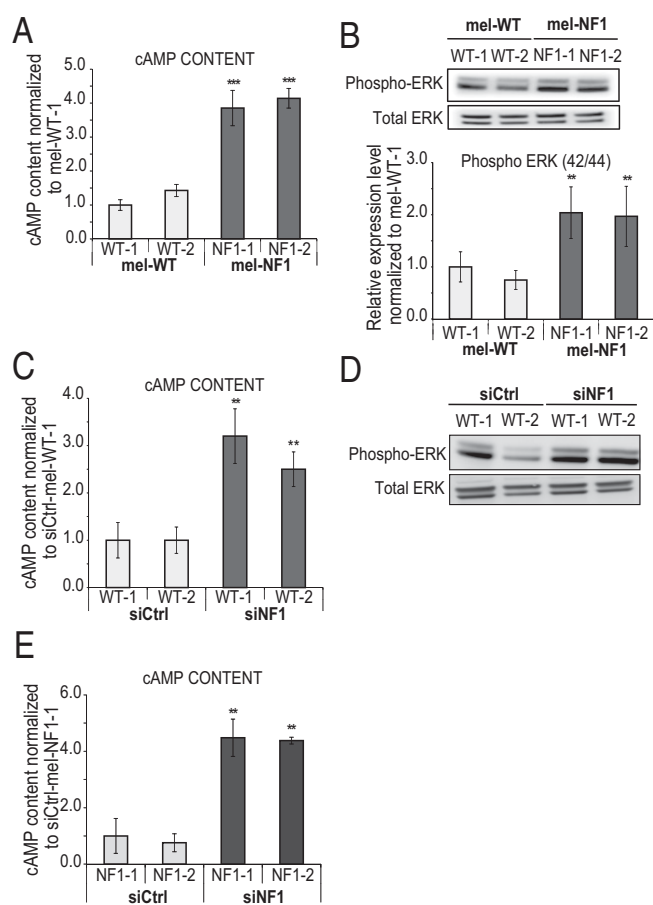 A
cAMP CONTENT
cAMP content normalized
to mel-WT-1
5.0
4.0
3.0
2.0
1.0
0.0
***
***
WT-1
WT-2
NF1-1
NF1-2
mel-WT
mel-NF1
B
mel-WT
mel-NF1
WT-1 WT-2 NF1-1 NF1-2
Phospho-ERK
Total ERK
Phospho ERK (42/44)
Relative expression level
normalized to mel-WT-1
3.0
2.0
1.0
0.0
**
**
WT-1
WT-2
NF1-1
NF1-2
mel-WT
mel-NF1
C
cAMP CONTENT
cAMP content normalized
to siCtrl-mel-WT-1
4.0
3.0
2.0
1.0
0.0
**
**
WT-1
WT-2
WT-1
WT-2
siCtrl
siNF1
D
siCtrl
siNF1
WT-1 WT-2 WT-1 WT-2
Phospho-ERK
Total ERK
E
cAMP CONTENT
cAMP content normalized
to siCtrl-mel-NF1-1
6.0
4.0
2.0
0.0
**
**
NF1-1
NF1-2
NF1-1
NF1-2
siCtrl
siNF1